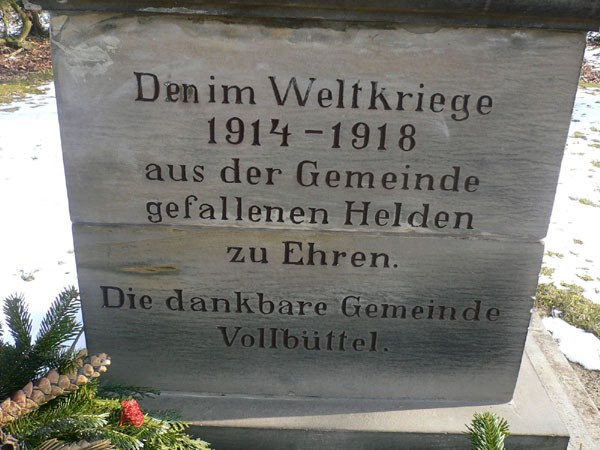 Den im Weltkriege
1914-1918
aus der Gemeinde
gefallenen Helden
zu Ehren.
Die dankbare Gemeinde
Vollbüttel.